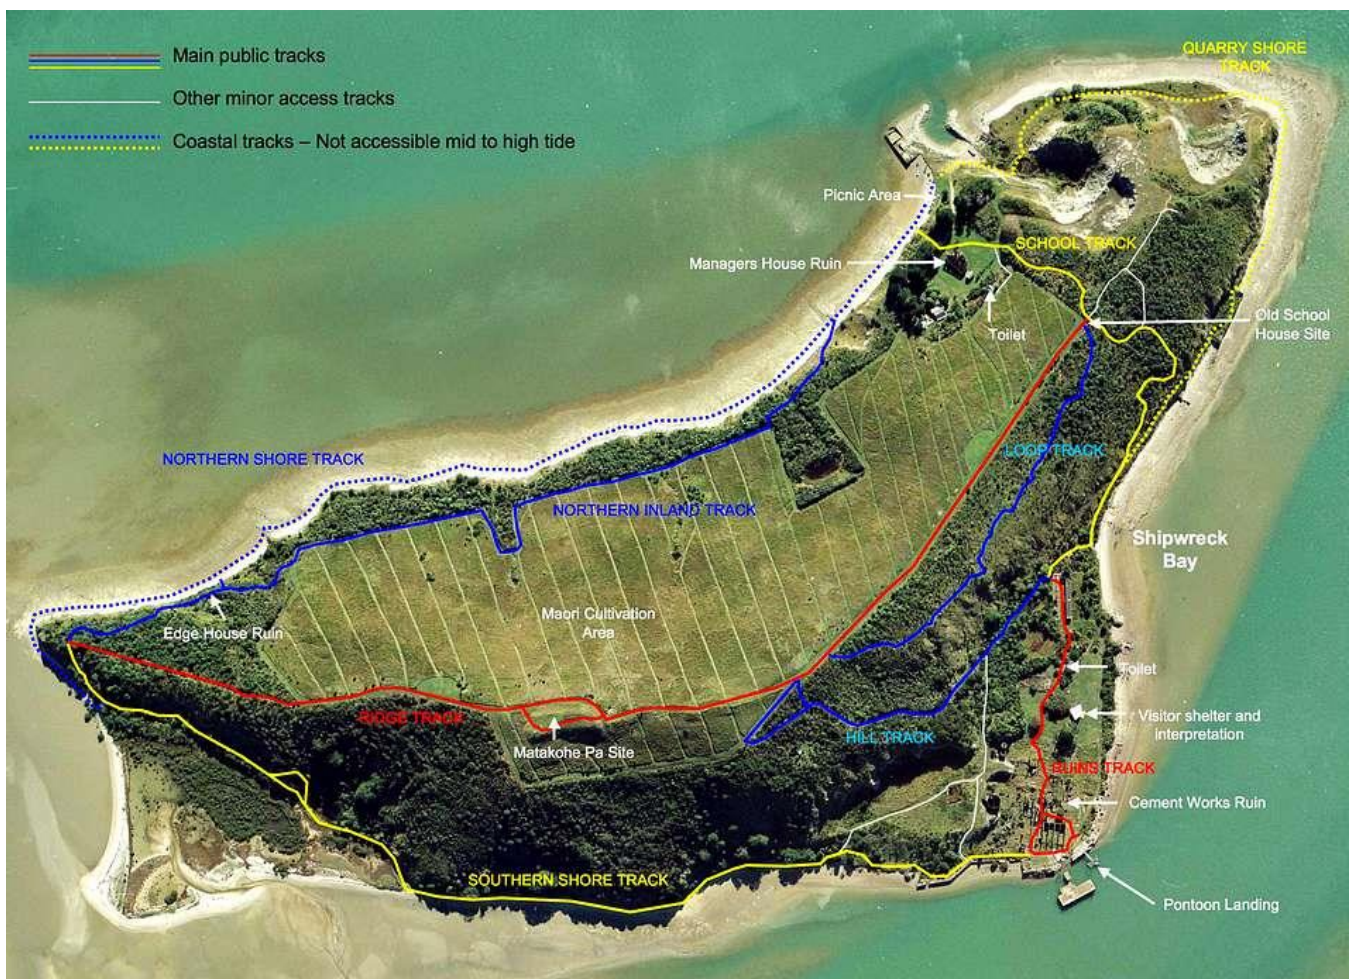 Main public tracks
Other minor access tracks
Coastal tracks – Not accessible mid to high tide
QUARRY SHORE
TRACK
Picnic Area
SCHOOL TRACK
Managers House Ruin
Toilet
Old School
House Site
NORTHERN SHORE TRACK
LOOP TRACK
NORTHERN INLAND TRACK
Shipwreck
Bay
Maori Cultivation
Area
Edge House Ruin
Toilet
RIDGE TRACK
Matakohe Pa Site
HILL TRACK
Visitor shelter and
interpretation
RUINS TRACK
Cement Works Ruin
SOUTHERN SHORE TRACK
Pontoon Landing